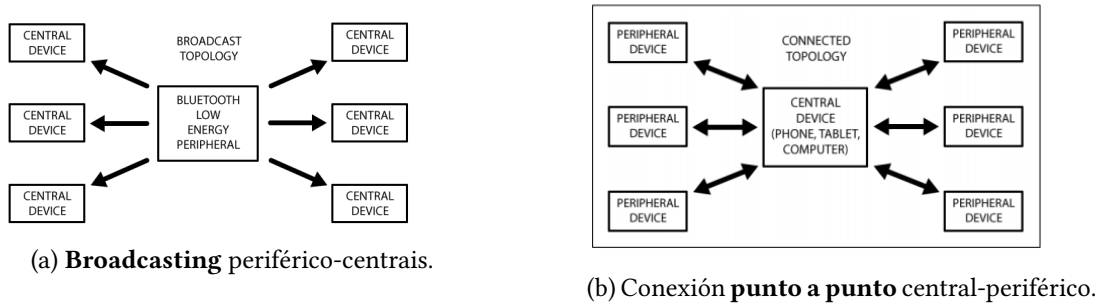 CENTRAL
DEVICE
BROADCAST
TOPOLOGY
CENTRAL
DEVICE
CENTRAL
DEVICE
BLUETOOTH
LOW
ENERGY
PERIPHERAL
CENTRAL
DEVICE
CENTRAL
DEVICE
CENTRAL
DEVICE
(a) Broadcasting periférico-centrais.
PERIPHERAL
DEVICE
CONNECTED
TOPOLOGY
PERIPHERAL
DEVICE
PERIPHERAL
DEVICE
CENTRAL
DEVICE
(PHONE, TABLET,
COMPUTER)
PERIPHERAL
DEVICE
PERIPHERAL
DEVICE
PERIPHERAL
DEVICE
(b) Conexión punto a punto central-periférico.